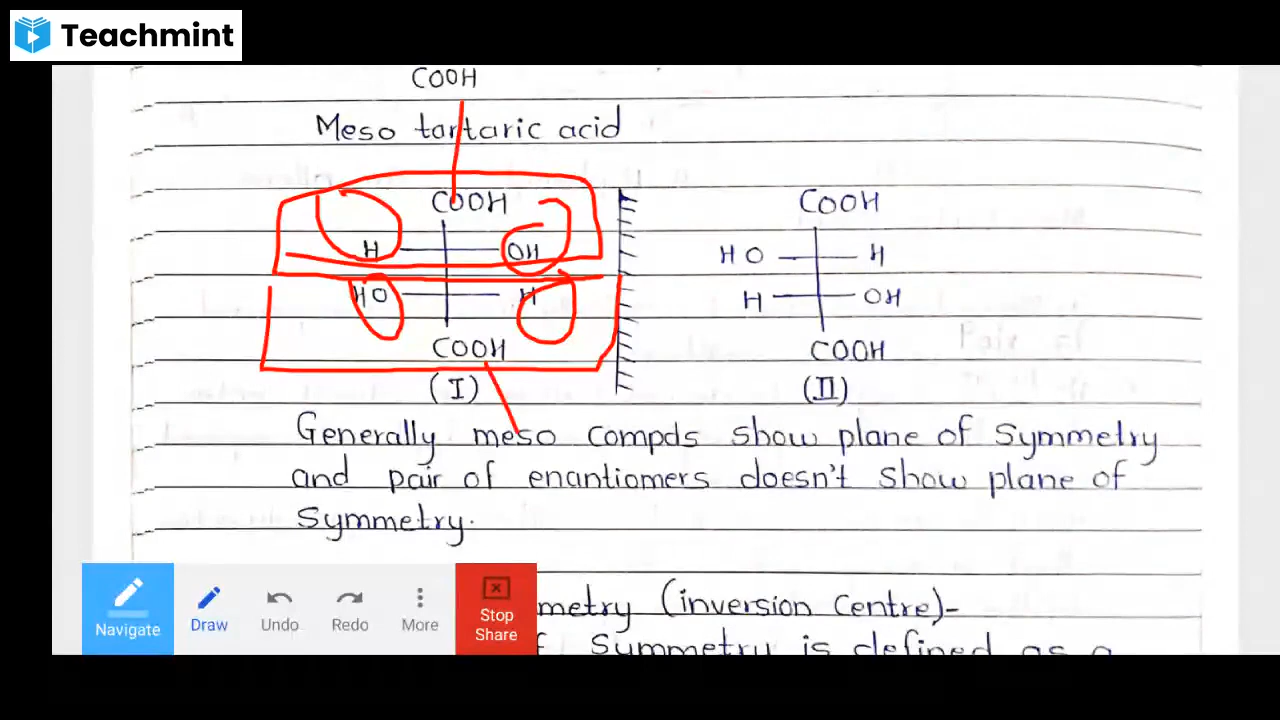 Teachmint
COOH
Meso tartaric acid
COOH
H OH
HO H
COOH
(I)
COOH
HO H
H OH
COOH
(II)
Generally meso compds show plane of symmetry
and pair of enantiomers doesn't show plane of
Symmetry.
metry (inversion Centre)-
f Symmetry is defined as a
Navigate
Draw
Undo
Redo
More
Stop
Share